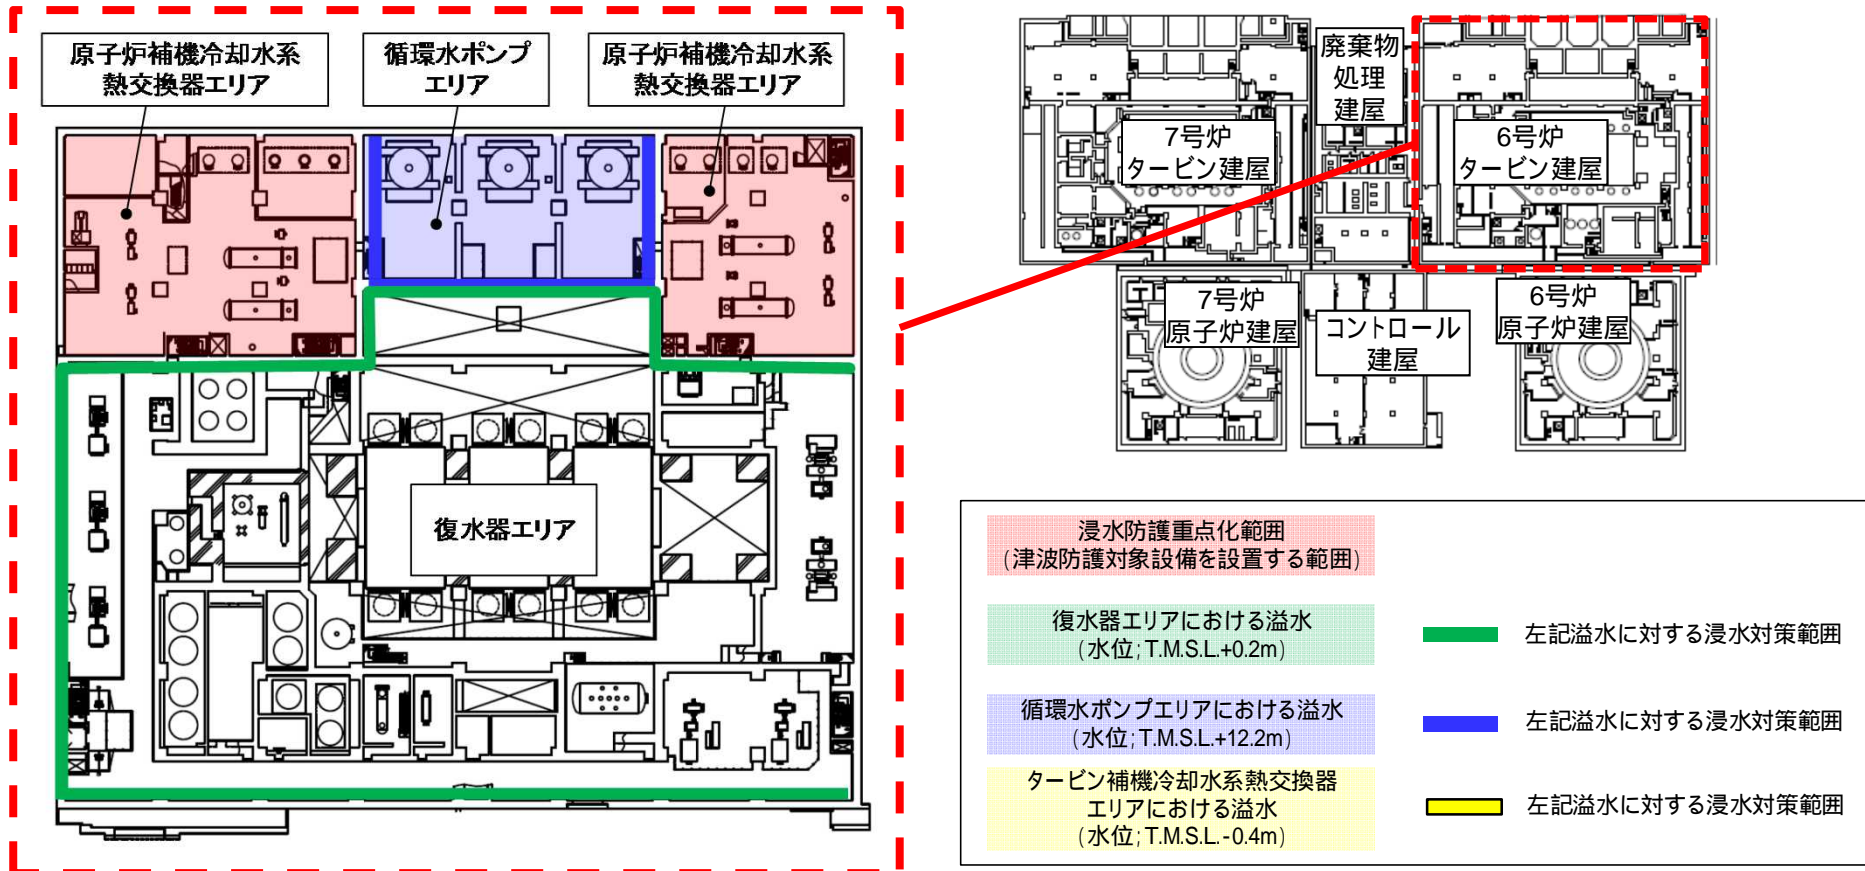 原子炉補機冷却水系
熱交換器エリア
循環水ポンプ
エリア
原子炉補機冷却水系
熱交換器エリア
復水器エリア
廃棄物
処理
建屋
7号炉
タービン建屋
6号炉
タービン建屋
7号炉
原子炉建屋
コントロール
建屋
6号炉
原子炉建屋
浸水防護重点化範囲
(津波防護対象設備を設置する範囲)
復水器エリアにおける溢水
(水位;T.M.S.L.+0.2m)
左記溢水に対する浸水対策範囲
循環水ポンプエリアにおける溢水
(水位;T.M.S.L.+12.2m)
左記溢水に対する浸水対策範囲
タービン補機冷却水系熱交換器
エリアにおける溢水
(水位;T.M.S.L.-0.4m)
左記溢水に対する浸水対策範囲